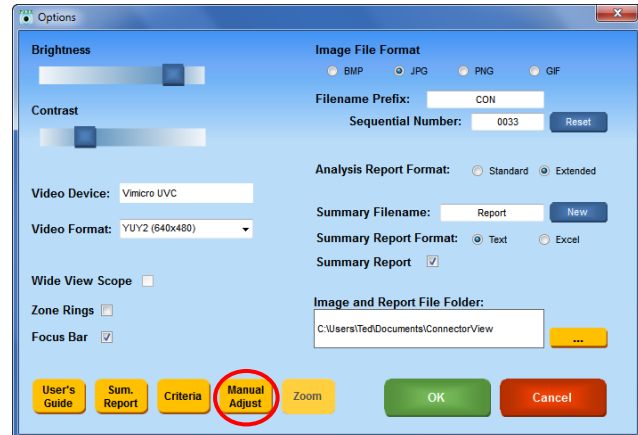 Options
Brightness
Contrast
Video Device: Vimicro UVC
Video Format: YUY2 (640x480)
Wide View Scope
Zone Rings
Focus Bar
Image File Format
BMP JPG PNG GIF
Filename Prefix: CON
Sequential Number: 0033 Reset
Analysis Report Format: Standard Extended
Summary Filename: Report New
Summary Report Format: Text Excel
Summary Report
Image and Report File Folder:
C:\Users\Ted\Documents\ConnectorView
...
User's Guide
Sum. Report
Criteria
Manual Adjust
Zoom
OK
Cancel